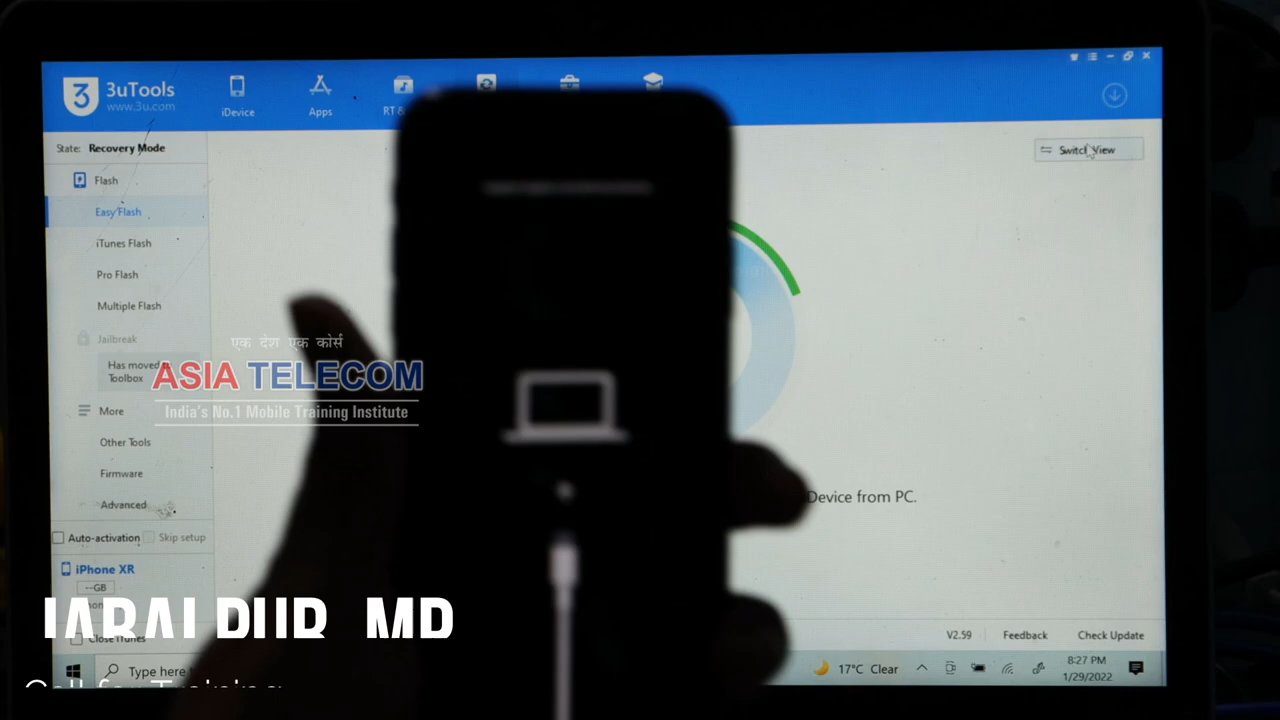 3uTools
www.3u.com
iDevice
Apps
RT &
State: Recovery Mode
Switch View
Flash
Easy Flash
iTunes Flash
Pro Flash
Multiple Flash
Jailbreak
Has moved
Toolbox
More
Other Tools
Firmware
Advanced
Auto-activation
Skip setup
iPhone XR
--GB
एक देश एक कोर्स
ASIA TELECOM
India's No.1 Mobile Training Institute
Device from PC.
V2.59
Feedback
Check Update
Type here
17°C Clear
8:27 PM
1/29/2022